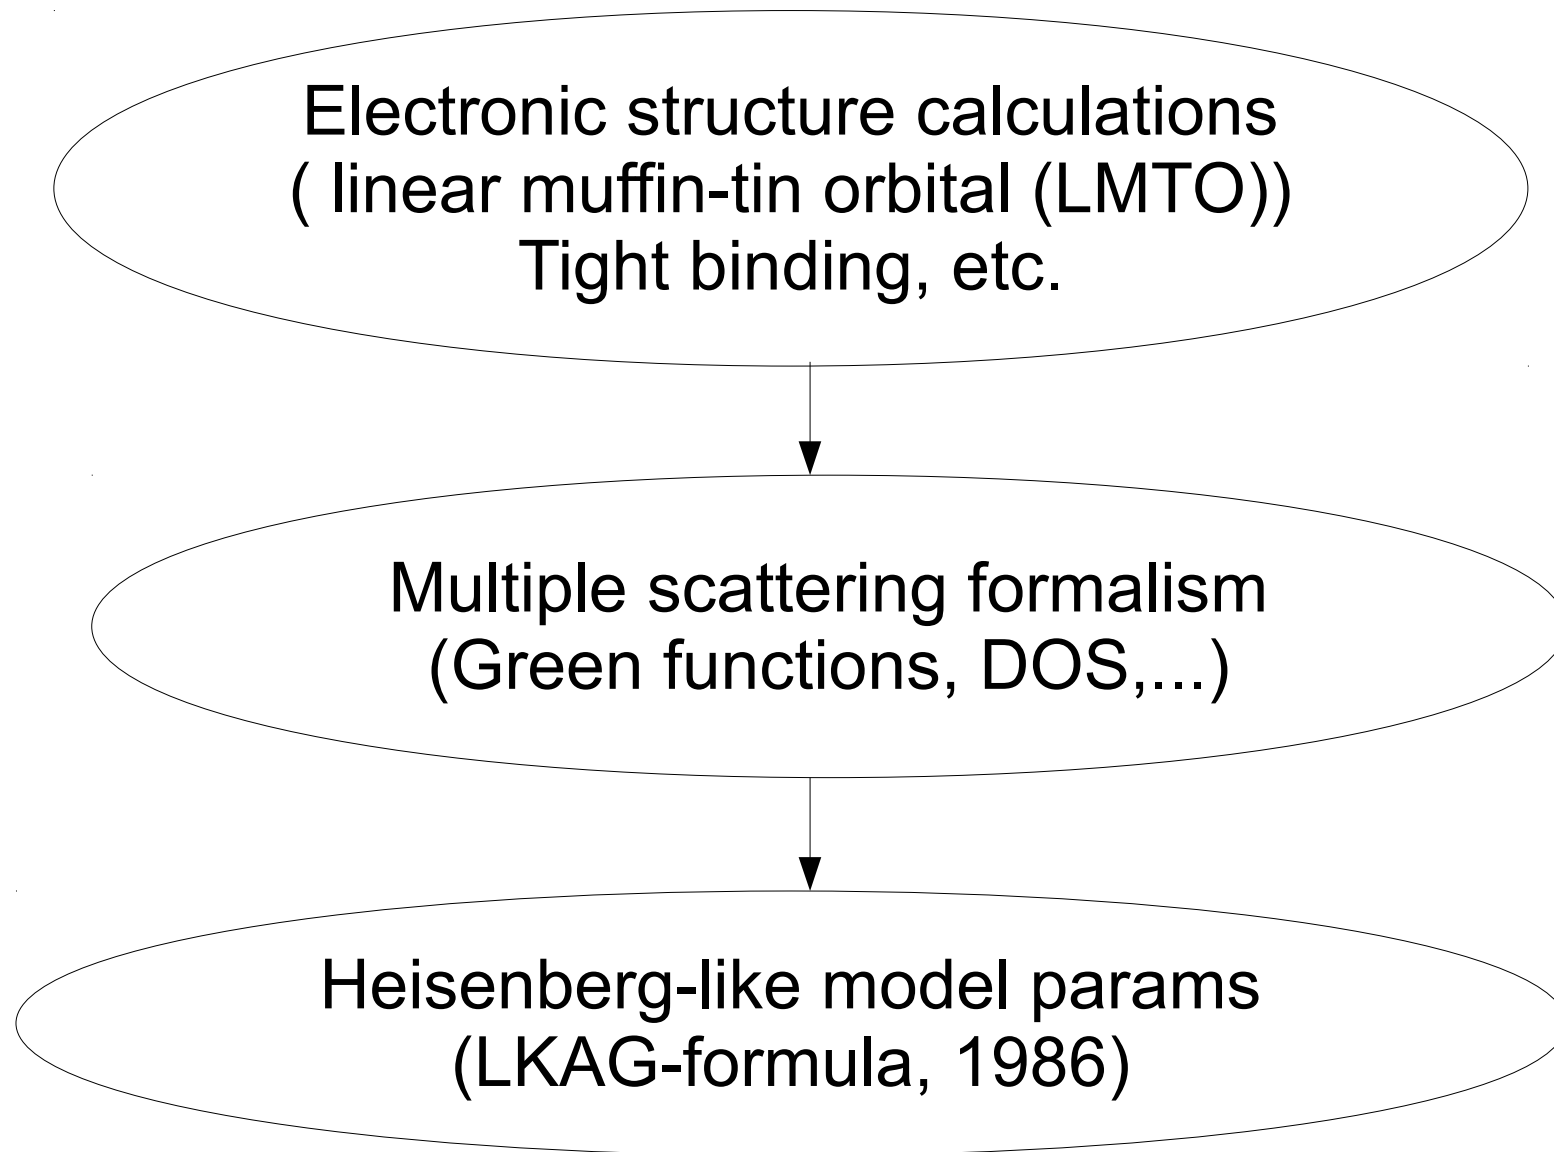 Electronic structure calculations
( linear muffin-tin orbital (LMTO))
Tight binding, etc.
Multiple scattering formalism
(Green functions, DOS,...)
Heisenberg-like model params
(LKAG-formula, 1986)